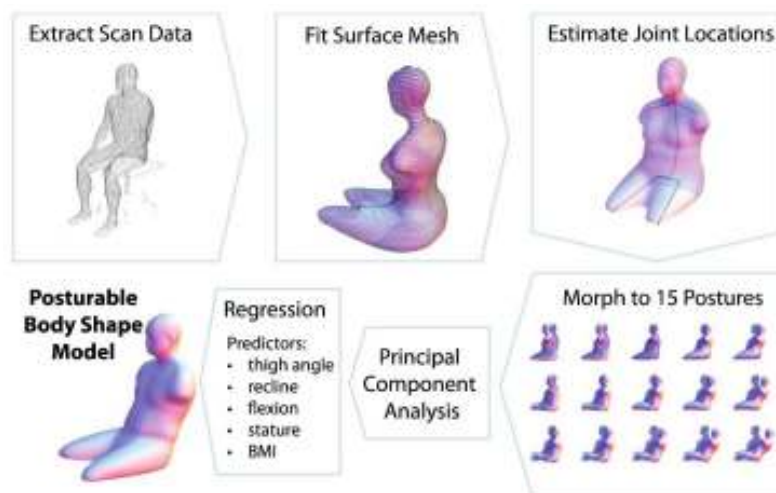 Extract Scan Data
Fit Surface Mesh
Estimate Joint Locations
Morph to 15 Postures
Principal
Component
Analysis
Regression
Predictors:
• thigh angle
• recline
• flexion
• stature
• BMI
Posturable
Body Shape
Model